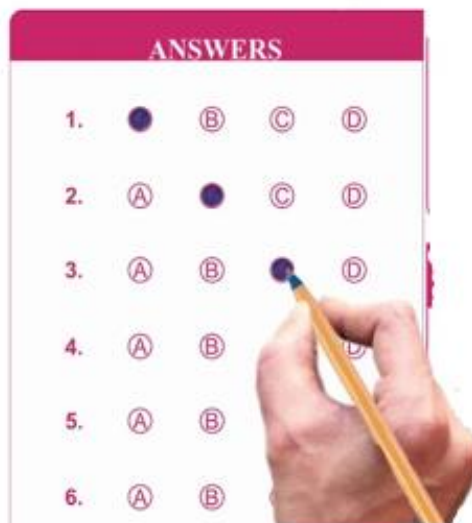 ANSWERS
1. Ⓑ Ⓒ Ⓓ
2. Ⓐ Ⓒ Ⓓ
3. Ⓐ Ⓑ Ⓓ
4. Ⓐ Ⓑ Ⓓ
5. Ⓐ Ⓑ
6. Ⓐ Ⓑ